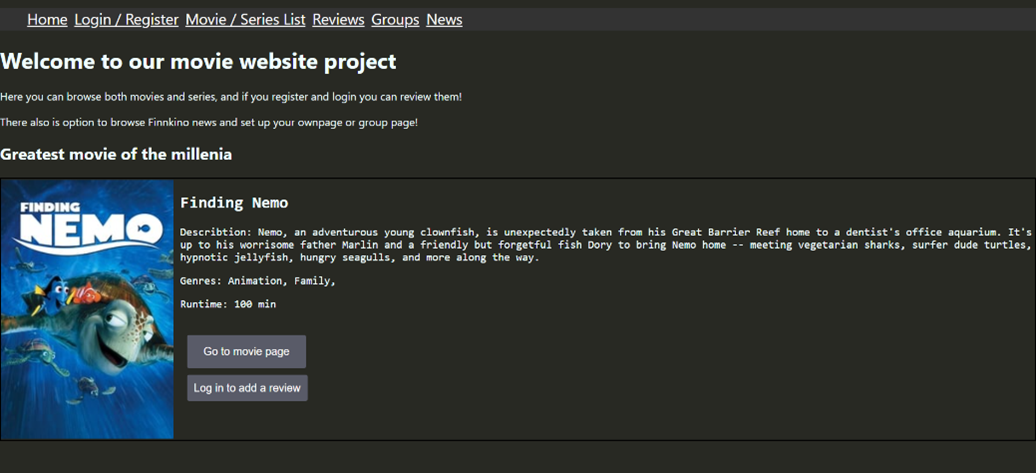 Home Login / Register Movie / Series List Reviews Groups News
Welcome to our movie website project
Here you can browse both movies and series, and if you register and login you can review them!
There also is option to browse Finnkino news and set up your ownpage or group page!
Greatest movie of the millenia
FINDING
NEMO
Finding Nemo
Describtion: Nemo, an adventurous young clownfish, is unexpectedly taken from his Great Barrier Reef home to a dentist's office aquarium. It's
up to his worrisome father Marlin and a friendly but forgetful fish Dory to bring Nemo home -- meeting vegetarian sharks, surfer dude turtles,
hypnotic jellyfish, hungry seagulls, and more along the way.
Genres: Animation, Family,
Runtime: 100 min
Go to movie page
Log in to add a review